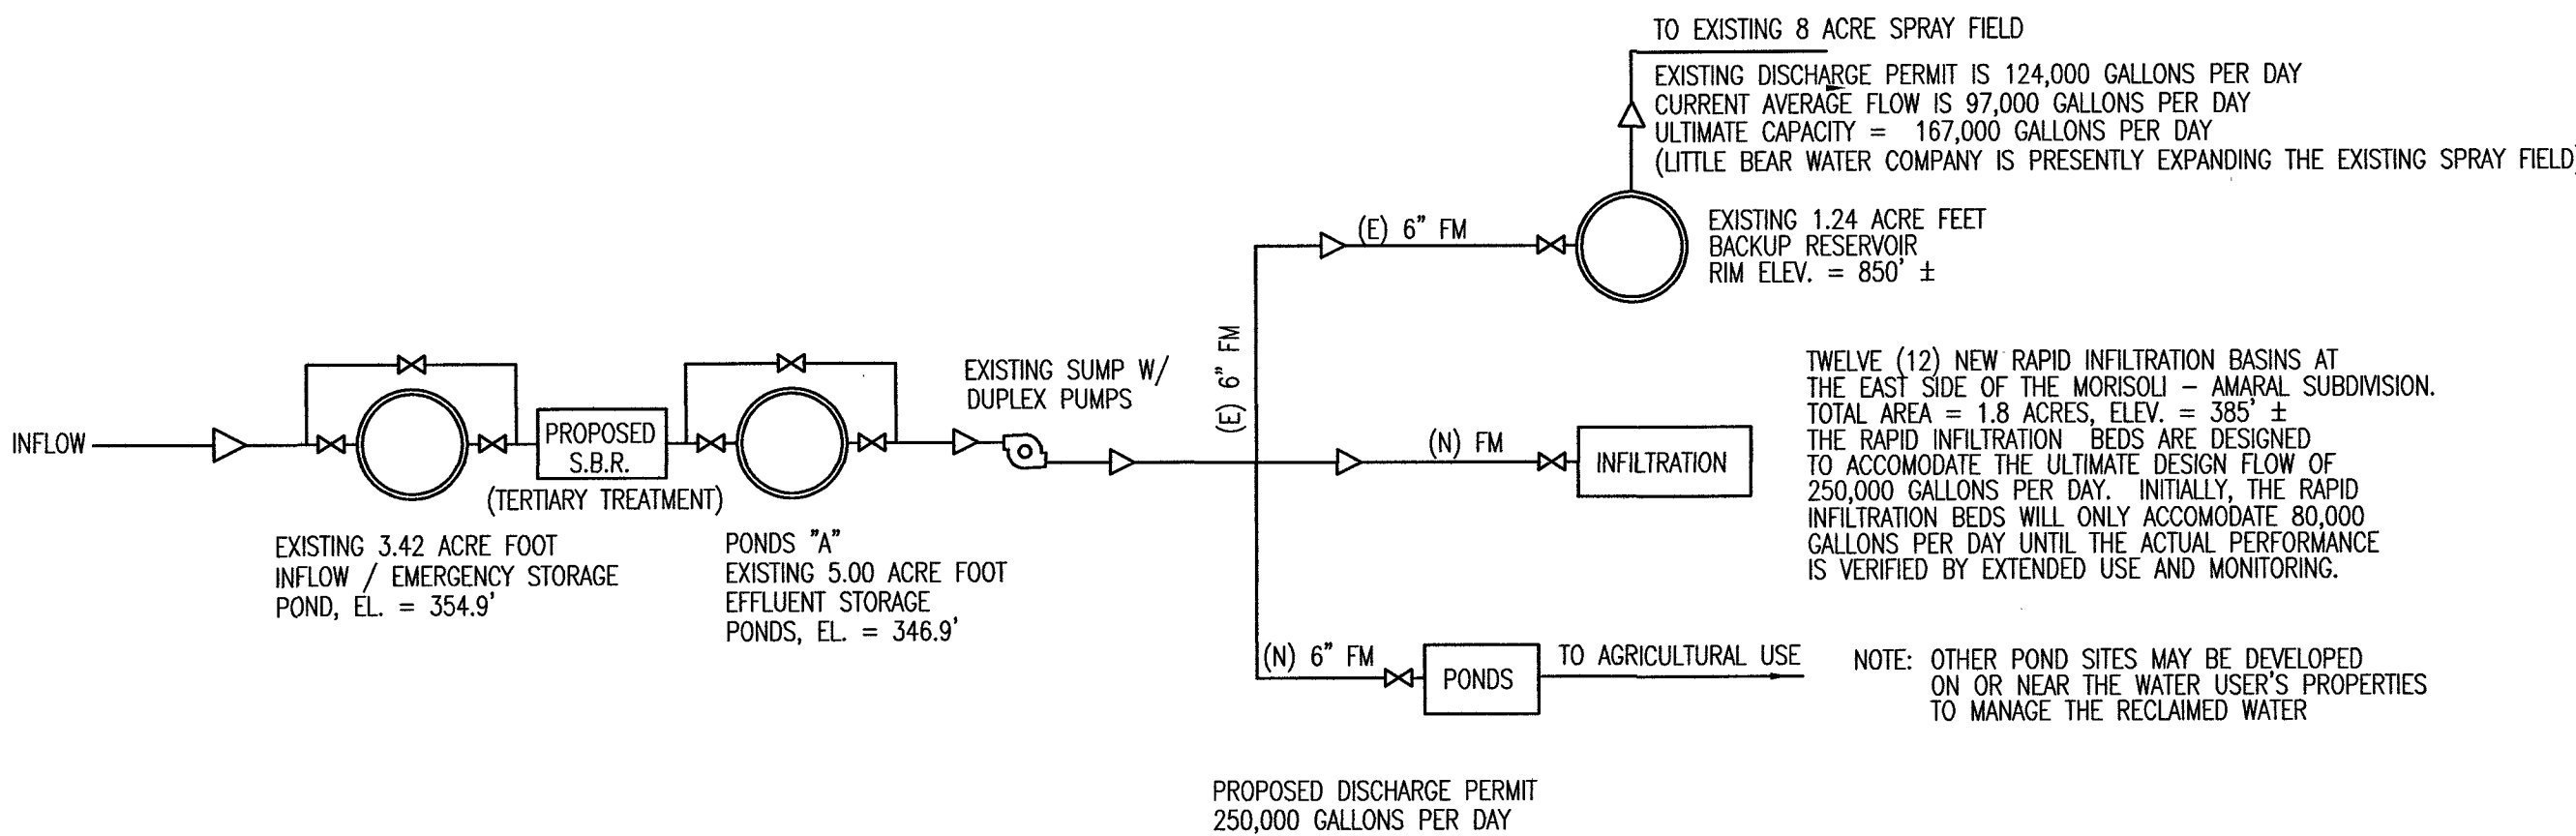 TO EXISTING 8 ACRE SPRAY FIELD
EXISTING DISCHARGE PERMIT IS 124,000 GALLONS PER DAY
CURRENT AVERAGE FLOW IS 97,000 GALLONS PER DAY
ULTIMATE CAPACITY = 167,000 GALLONS PER DAY
(LITTLE BEAR WATER COMPANY IS PRESENTLY EXPANDING THE EXISTING SPRAY FIELD)
(E) 6" FM
EXISTING 1.24 ACRE FEET
BACKUP RESERVOIR
RIM ELEV. = 850' ±
(E) 6" FM
INFLOW
PROPOSED
S.B.R.
(TERTIARY TREATMENT)
EXISTING SUMP W/
DUPLEX PUMPS
(N) FM
INFILTRATION
TWELVE (12) NEW RAPID INFILTRATION BASINS AT
THE EAST SIDE OF THE MORISOLI – AMARAL SUBDIVISION.
TOTAL AREA = 1.8 ACRES, ELEV. = 385' ±
THE RAPID INFILTRATION BEDS ARE DESIGNED
TO ACCOMODATE THE ULTIMATE DESIGN FLOW OF
250,000 GALLONS PER DAY. INITIALLY, THE RAPID
INFILTRATION BEDS WILL ONLY ACCOMODATE 80,000
GALLONS PER DAY UNTIL THE ACTUAL PERFORMANCE
IS VERIFIED BY EXTENDED USE AND MONITORING.
EXISTING 3.42 ACRE FOOT
INFLOW / EMERGENCY STORAGE
POND, EL. = 354.9'
PONDS "A"
EXISTING 5.00 ACRE FOOT
EFFLUENT STORAGE
PONDS, EL. = 346.9'
(N) 6" FM
PONDS
TO AGRICULTURAL USE
NOTE: OTHER POND SITES MAY BE DEVELOPED
ON OR NEAR THE WATER USER'S PROPERTIES
TO MANAGE THE RECLAIMED WATER
PROPOSED DISCHARGE PERMIT
250,000 GALLONS PER DAY